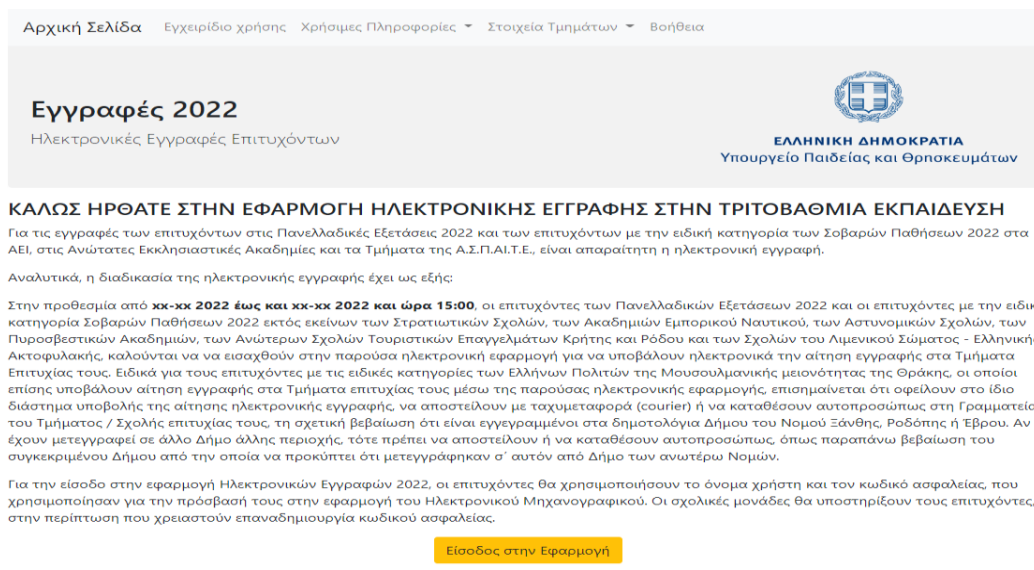 Αρχική Σελίδα Εγχειρίδιο χρήσης Χρήσιμες Πληροφορίες Στοιχεία Τμημάτων Βοήθεια
Εγγραφές 2022
Ηλεκτρονικές Εγγραφές Επιτυχόντων
ΕΛΛΗΝΙΚΗ ΔΗΜΟΚΡΑΤΙΑ
Υπουργείο Παιδείας και Θρησκευμάτων
ΚΑΛΩΣ ΗΡΘΑΤΕ ΣΤΗΝ ΕΦΑΡΜΟΓΗ ΗΛΕΚΤΡΟΝΙΚΗΣ ΕΓΓΡΑΦΗΣ ΣΤΗΝ ΤΡΙΤΟΒΑΘΜΙΑ ΕΚΠΑΙΔΕΥΣΗ
Για τις εγγραφές των επιτυχόντων στις Πανελλαδικές Εξετάσεις 2022 και των επιτυχόντων με την ειδική κατηγορία των Σοβαρών Παθήσεων 2022 στα
ΑΕΙ, στις Ανώτατες Εκκλησιαστικές Ακαδημίες και τα Τμήματα της Α.Σ.ΠΑΙ.Τ.Ε., είναι απαραίτητη η ηλεκτρονική εγγραφή.
Αναλυτικά, η διαδικασία της ηλεκτρονικής εγγραφής έχει ως εξής:
Στην προθεσμία από xx-xx 2022 έως και xx-xx 2022 και ώρα 15:00, οι επιτυχόντες των Πανελλαδικών Εξετάσεων 2022 και οι επιτυχόντες με την ειδικ
κατηγορία Σοβαρών Παθήσεων 2022 εκτός εκείνων των Στρατιωτικών Σχολών, των Ακαδημιών Εμπορικού Ναυτικού, των Αστυνομικών Σχολών, των
Πυροσβεστικών Ακαδημιών, των Ανώτερων Σχολών Τουριστικών Επαγγελμάτων Κρήτης και Ρόδου και των Σχολών του Λιμενικού Σώματος - Ελληνική
Ακτοφυλακής, καλούνται να να εισαχθούν στην παρούσα ηλεκτρονική εφαρμογή για να υποβάλουν ηλεκτρονικά την αίτηση εγγραφής στα Τμήματα
Επιτυχίας τους. Ειδικά για τους επιτυχόντες με τις ειδικές κατηγορίες των Ελλήνων Πολιτών της Μουσουλμανικής μειονότητας της Θράκης, οι οποίοι
επίσης υποβάλουν αίτηση εγγραφής στα Τμήματα επιτυχίας τους μέσω της παρούσας ηλεκτρονικής εφαρμογής, επισημαίνεται ότι οφείλουν στο ίδιο
διάστημα υποβολής της αίτησης ηλεκτρονικής εγγραφής, να αποστείλουν με ταχυμεταφορά (courier) ή να καταθέσουν αυτοπροσώπως στη Γραμματεία
του Τμήματος / Σχολής επιτυχίας τους, τη σχετική βεβαίωση ότι είναι εγγεγραμμένοι στα δημοτολόγια Δήμου του Νομού Ξάνθης, Ροδόπης ή Έβρου. Αν
έχουν μετεγγραφεί σε άλλο Δήμο άλλης περιοχής, τότε πρέπει να αποστείλουν ή να καταθέσουν αυτοπροσώπως, όπως παραπάνω βεβαίωση του
συγκεκριμένου Δήμου από την οποία να προκύπτει ότι μετεγγράφηκαν σ΄ αυτόν από Δήμο των ανωτέρω Νομών.
Για την είσοδο στην εφαρμογή Ηλεκτρονικών Εγγραφών 2022, οι επιτυχόντες θα χρησιμοποιήσουν το όνομα χρήστη και τον κωδικό ασφαλείας, που
χρησιμοποίησαν για την πρόσβασή τους στην εφαρμογή του Ηλεκτρονικού Μηχανογραφικού. Οι σχολικές μονάδες θα υποστηρίξουν τους επιτυχόντες,
στην περίπτωση που χρειαστούν επαναδημιουργία κωδικού ασφαλείας.
Είσοδος στην Εφαρμογή